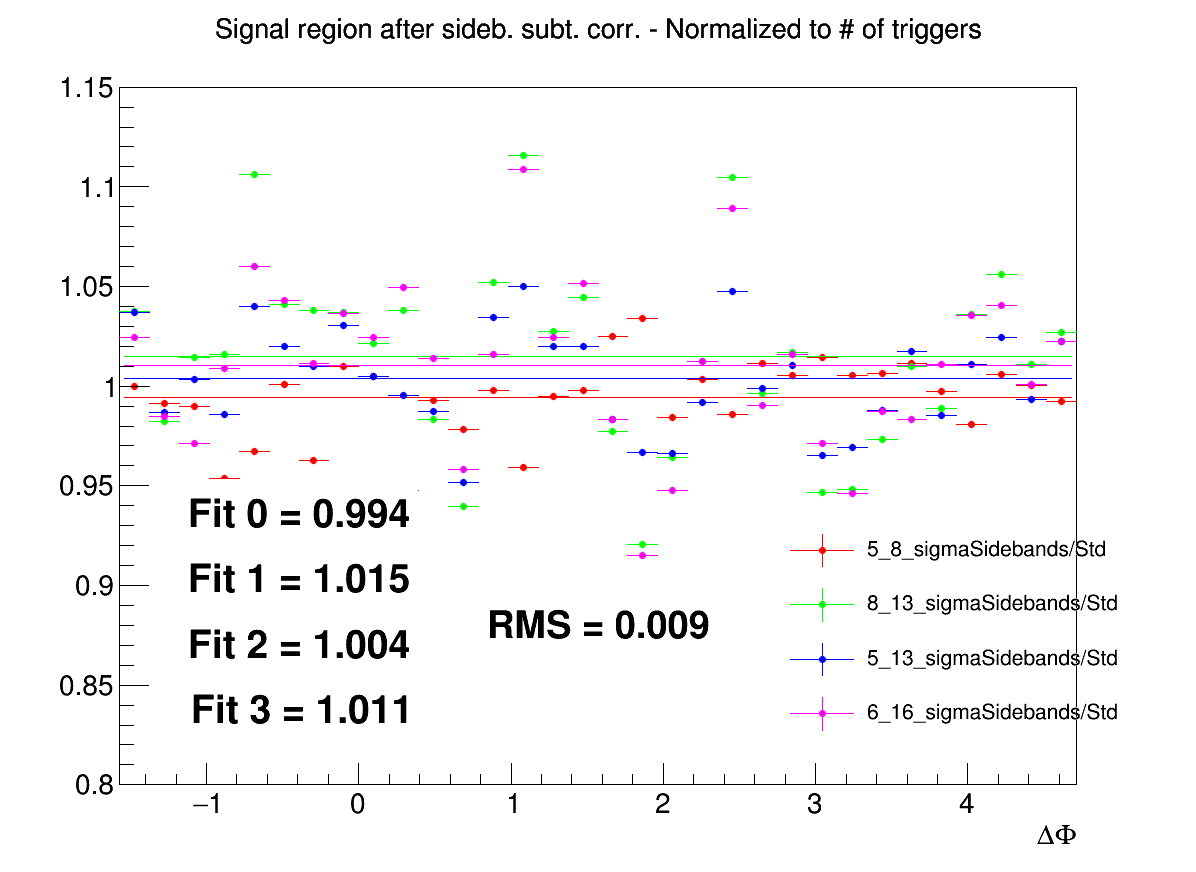 Signal region after sideb. subt. corr. - Normalized to # of triggers
1.15
1.1
1.05
1
0.95
0.9
0.85
0.8
Fit 0 = 0.994
Fit 1 = 1.015
Fit 2 = 1.004
Fit 3 = 1.011
RMS = 0.009
5_8_sigmaSidebands/Std
8_13_sigmaSidebands/Std
5_13_sigmaSidebands/Std
6_16_sigmaSidebands/Std
−1 0 1 2 3 4
ΔΦ